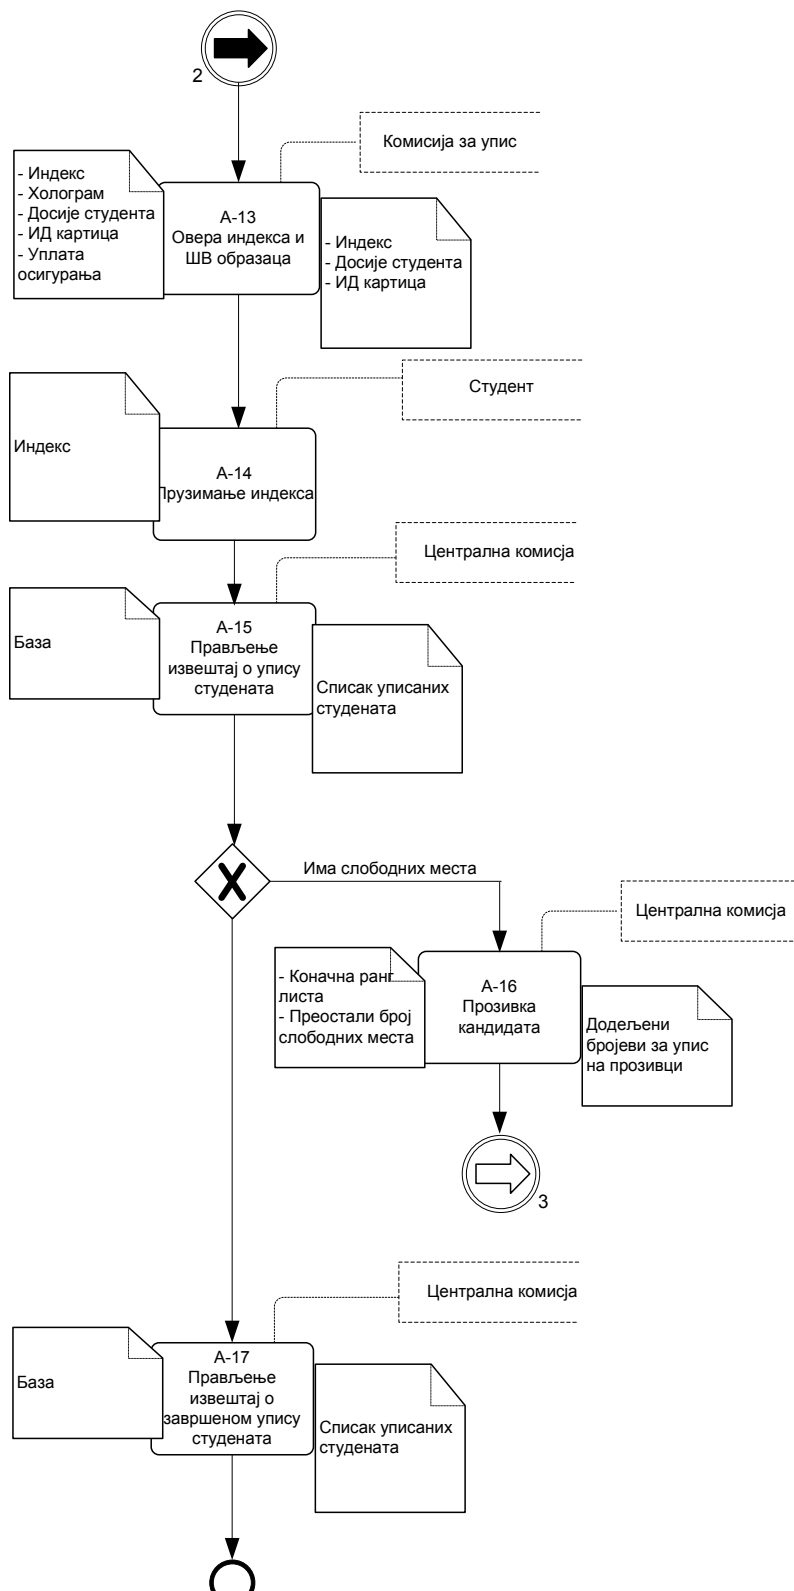 2
Комисија за упис
- Индекс
- Холограм
- Досије студента
- ИД картица
- Уплата
осигурања
А-13
Овера индекса и
ШВ образаца
- Индекс
- Досије студента
- ИД картица
Студент
Индекс
А-14
Прузимање индекса
Централна комисја
База
А-15
Прављење
извештај о упису
студената
Списак уписаних
студената
Има слободних места
Централна комисја
- Коначна ранг
листа
- Преостали број
слободних места
А-16
Прозивка
кандидата
Додељени
бројеви за упис
на прозивци
3
Централна комисја
База
А-17
Прављење
извештај о
завршеном упису
студената
Списак уписаних
студената